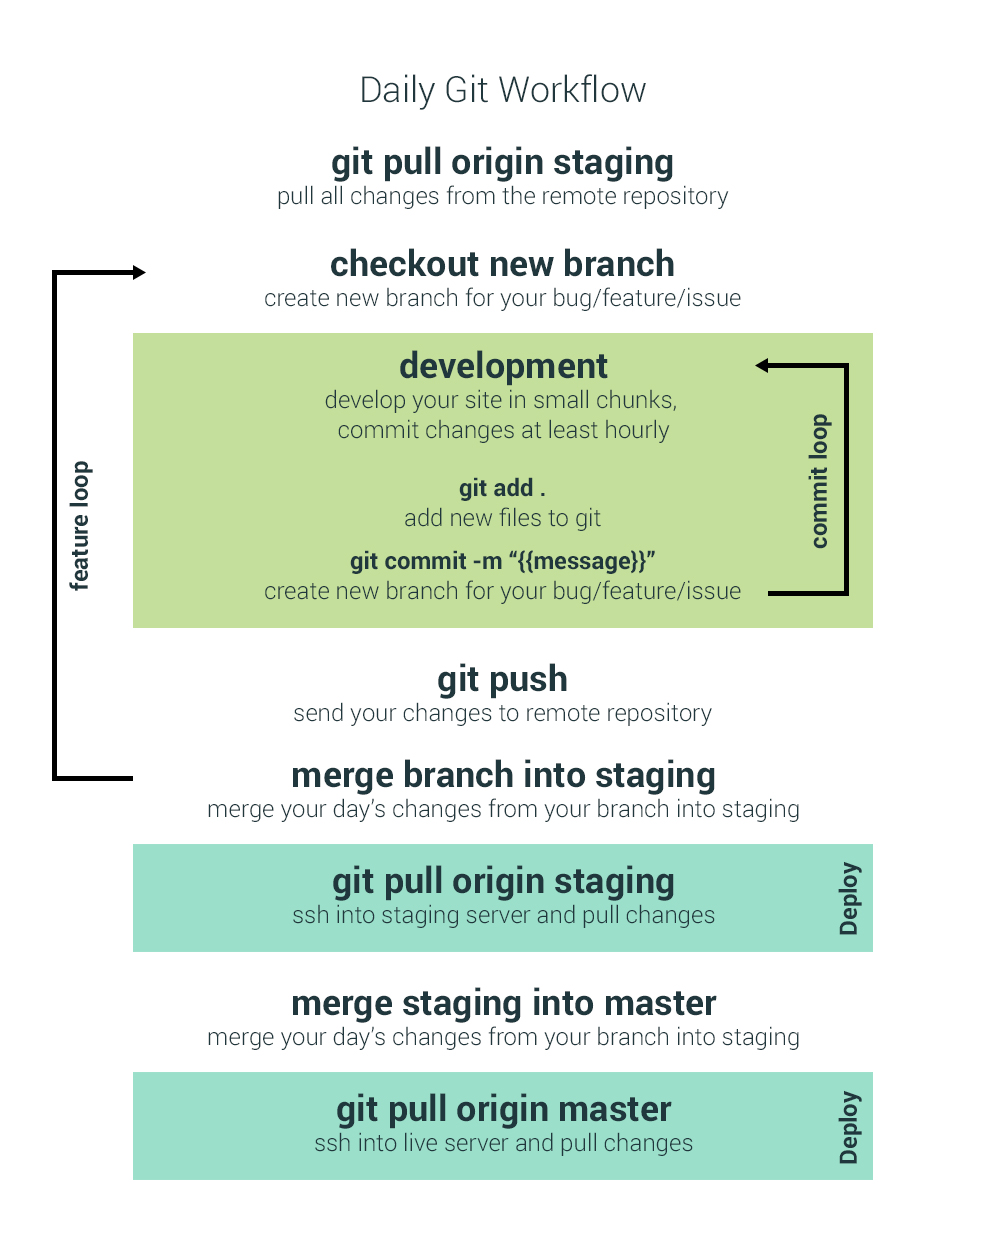 Daily Git Workflow
git pull origin staging
pull all changes from the remote repository
checkout new branch
create new branch for your bug/feature/issue
development
develop your site in small chunks,
commit changes at least hourly
git add .
add new files to git
git commit -m “{{message}}”
create new branch for your bug/feature/issue
commit loop
feature loop
git push
send your changes to remote repository
merge branch into staging
merge your day’s changes from your branch into staging
git pull origin staging
ssh into staging server and pull changes
Deploy
merge staging into master
merge your day’s changes from your branch into staging
git pull origin master
ssh into live server and pull changes
Deploy